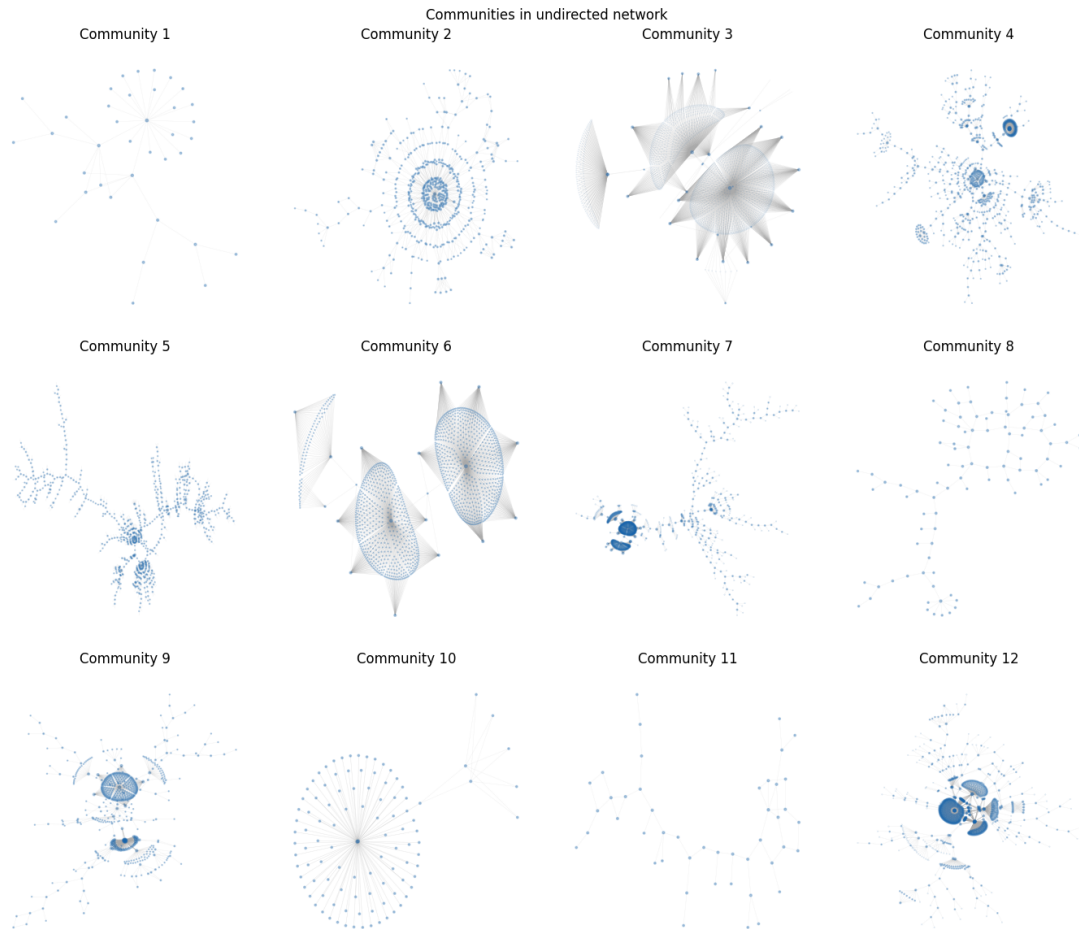 Communities in undirected network
Community 1
Community 2
Community 3
Community 4
Community 5
Community 6
Community 7
Community 8
Community 9
Community 10
Community 11
Community 12